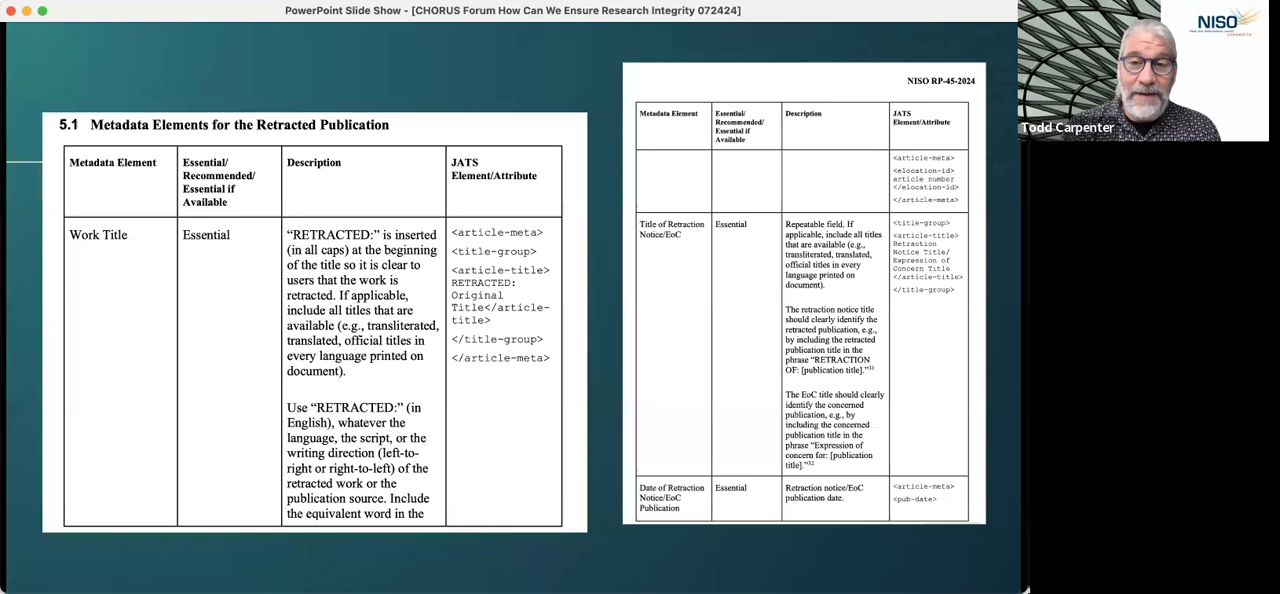 PowerPoint Slide Show - [CHORUS Forum How Can We Ensure Research Integrity 072424]
5.1 Metadata Elements for the Retracted Publication
Metadata Element
Essential/
Recommended/
Essential if
Available
Description
JATS
Element/Attribute
Work Title
Essential
“RETRACTED:” is inserted
(in all caps) at the beginning
of the title so it is clear to
users that the work is
retracted. If applicable,
include all titles that are
available (e.g., transliterated,
translated, official titles in
every language printed on
document).
Use “RETRACTED:” (in
English), whatever the
language, the script, or the
writing direction (left-to-
right or right-to-left) of the
retracted work or the
publication source. Include
the equivalent word in the
<article-meta>
<title-group>
<article-title>
RETRACTED:
Original
Title</article-
title>
</title-group>
</article-meta>
NISO RP-45-2024
Metadata Element
Essential/
Recommended/
Essential if
Available
Description
JATS
Element/Attribute
<article-meta>
<elocation-id>
article number
</elocation-id>
</article-meta>
Title of Retraction
Notice/EoC
Essential
Repeatable field. If
applicable, include all titles
that are available (e.g.,
transliterated, translated,
official titles in every
language printed on
document).
The retraction notice title
should clearly identify the
retracted publication, e.g.,
by including the retracted
publication title in the
phrase “RETRACTION
OF: [publication title].”31
The EoC title should clearly
identify the concerned
publication, e.g., by
including the concerned
publication title in the
phrase “Expression of
concern for: [publication
title].”32
<title-group>
<article-title>
Retraction
Notice Title/
Expression of
Concern Title
</article-title>
</title-group>
Date of Retraction
Notice/EoC
Publication
Essential
Retraction notice/EoC
publication date.
<article-meta>
<pub-date>
NISO
Todd Carpenter